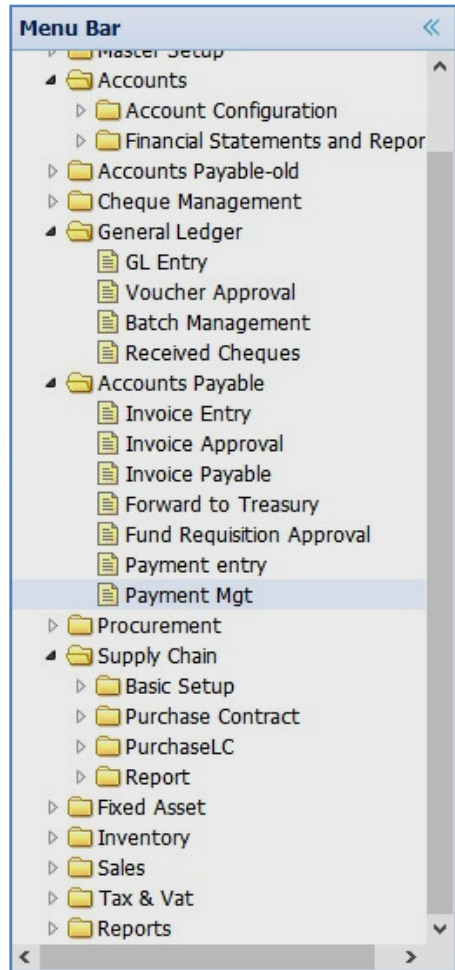 Menu Bar
Master Setup
Accounts
Account Configuration
Financial Statements and Repor
Accounts Payable-old
Cheque Management
General Ledger
GL Entry
Voucher Approval
Batch Management
Received Cheques
Accounts Payable
Invoice Entry
Invoice Approval
Invoice Payable
Forward to Treasury
Fund Requisition Approval
Payment entry
Payment Mgt
Procurement
Supply Chain
Basic Setup
Purchase Contract
PurchaseLC
Report
Fixed Asset
Inventory
Sales
Tax & Vat
Reports